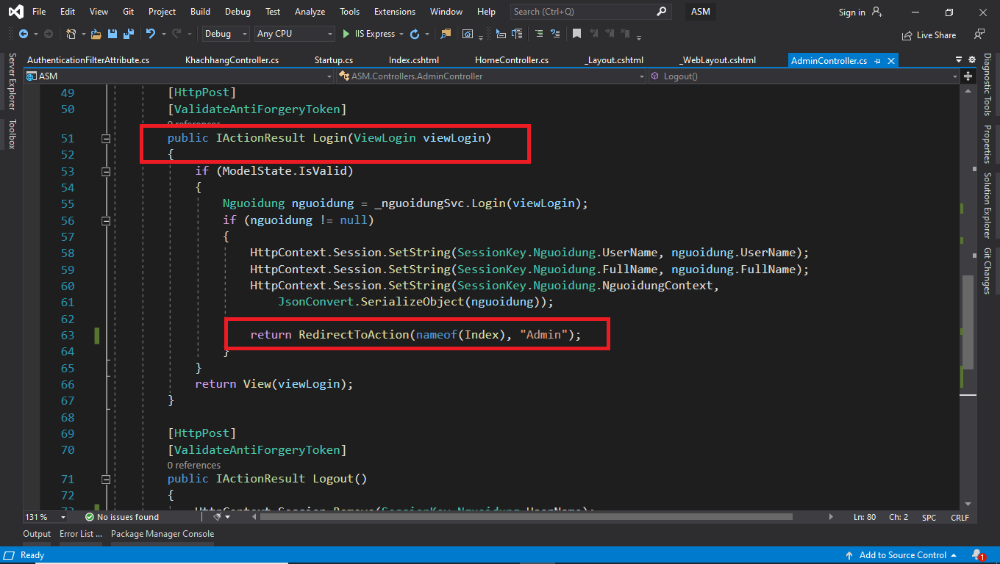 File Edit View Git Project Build Debug Test Analyze Tools Extensions Window Help Search (Ctrl+Q) ASM Sign in
Debug Any CPU IIS Express Live Share
AuthenticationFilterAttribute.cs KhachhangController.cs Startup.cs Index.cshtml HomeController.cs _Layout.cshtml _WebLayout.cshtml AdminController.cs
ASM ASM.Controllers.AdminController Logout()
Server Explorer
Toolbox
49 [HttpPost]
50 [ValidateAntiForgeryToken]
0 references
51 public IActionResult Login(ViewLogin viewLogin)
52 {
53 if (ModelState.IsValid)
54 {
55 Nguoidung nguoidung = _nguoidungSvc.Login(viewLogin);
56 if (nguoidung != null)
57 {
58 HttpContext.Session.SetString(SessionKey.Nguoidung.UserName, nguoidung.UserName);
59 HttpContext.Session.SetString(SessionKey.Nguoidung.FullName, nguoidung.FullName);
60 HttpContext.Session.SetString(SessionKey.Nguoidung.NguoidungContext,
61 JsonConvert.SerializeObject(nguoidung));
62
63 return RedirectToAction(nameof(Index), "Admin");
64 }
65 }
66 return View(viewLogin);
67 }
68
69 [HttpPost]
70 [ValidateAntiForgeryToken]
0 references
71 public IActionResult Logout()
72 {
73 HttpContext.Session.Remove(SessionKey.Nguoidung.UserName);
Diagnostic Tools
Properties
Solution Explorer
Git Changes
131 % No issues found Ln: 80 Ch: 2 SPC CRLF
Output Error List ... Package Manager Console
Ready Add to Source Control 1